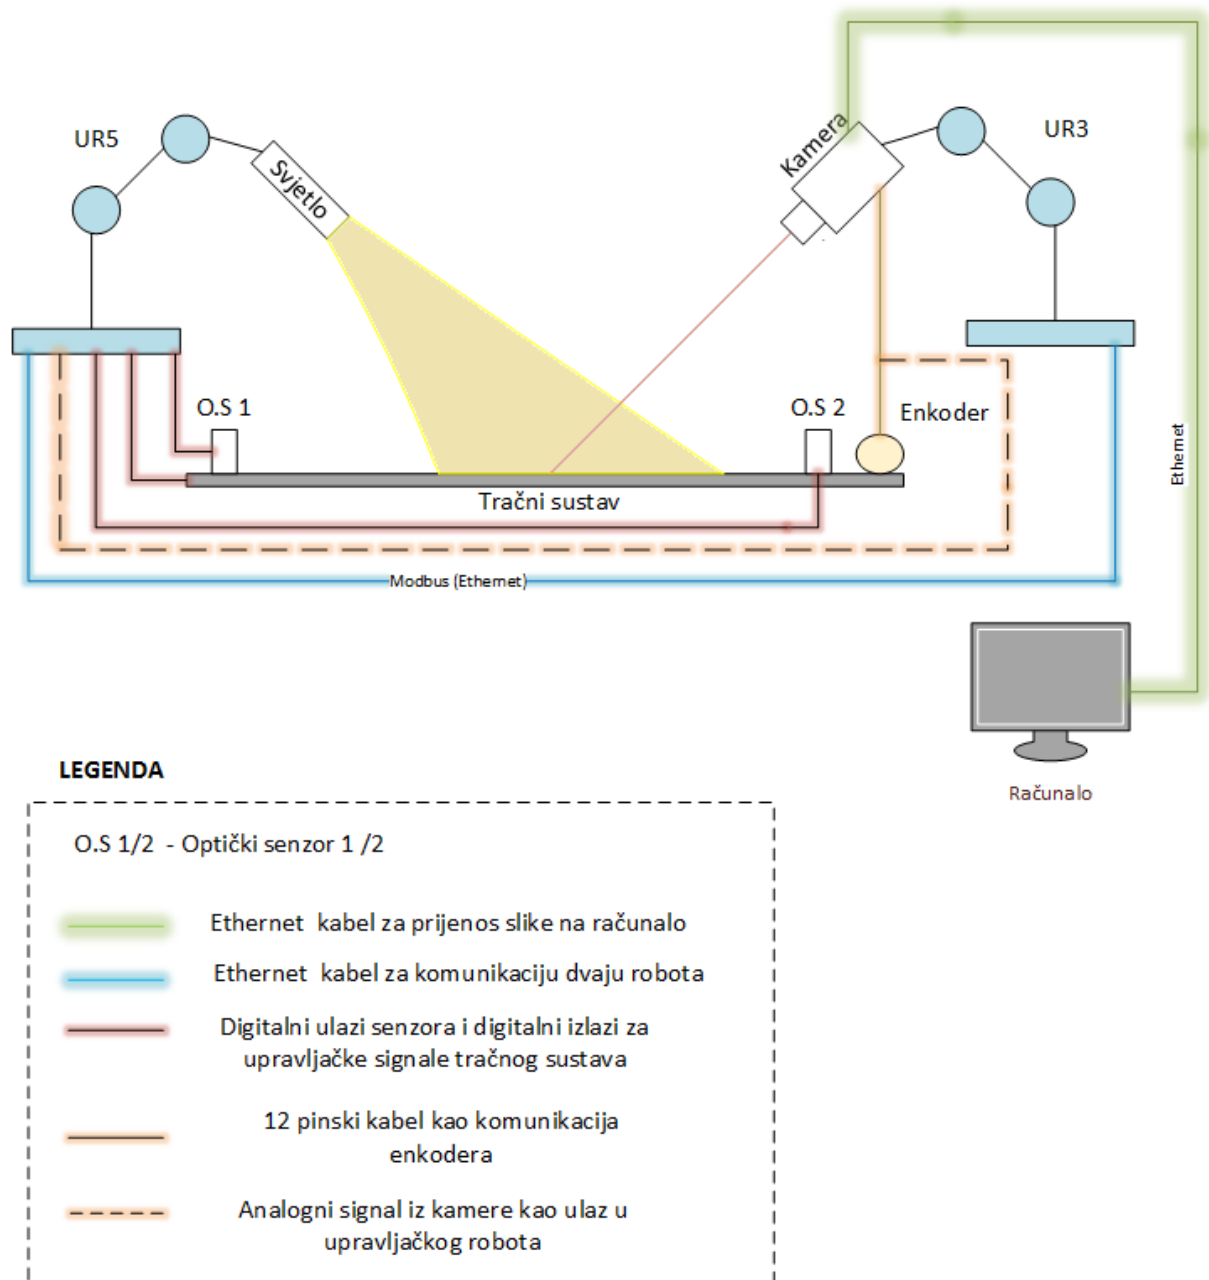 UR5
Svjetlo
Kamera
UR3
O.S 1
O.S 2
Enkoder
Ethernet
Tračni sustav
Modbus (Ethernet)
Računalo
LEGENDA
O.S 1/2 - Optički senzor 1 /2
Ethernet kabel za prijenos slike na računalo
Ethernet kabel za komunikaciju dvaju robota
Digitalni ulazi senzora i digitalni izlazi za
upravljačke signale tračnog sustava
12 pinski kabel kao komunikacija
enkodera
Analogni signal iz kamere kao ulaz u
upravljačkog robota